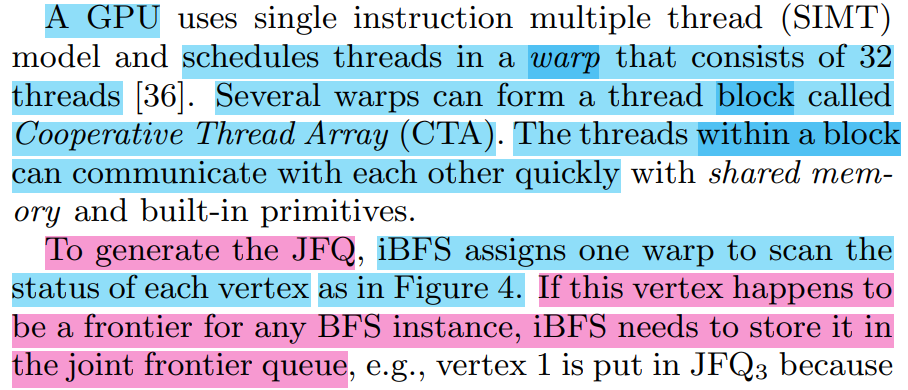 A GPU uses single instruction multiple thread (SIMT)
model and schedules threads in a warp that consists of 32
threads [36]. Several warps can form a thread block called
Cooperative Thread Array (CTA). The threads within a block
can communicate with each other quickly with shared mem-
ory and built-in primitives.
To generate the JFQ, iBFS assigns one warp to scan the
status of each vertex as in Figure 4. If this vertex happens to
be a frontier for any BFS instance, iBFS needs to store it in
the joint frontier queue, e.g., vertex 1 is put in JFQ₃ because